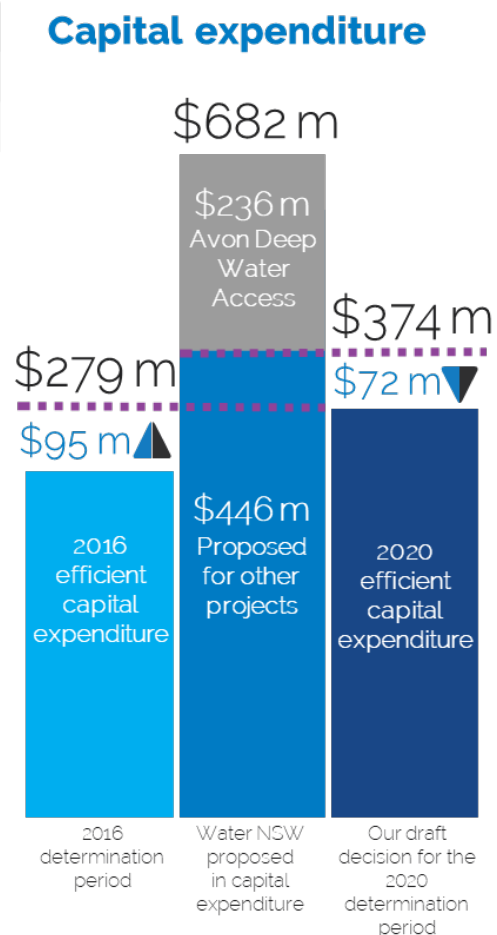 Capital expenditure
$682 m
$236 m
Avon Deep
Water
Access
$374 m
$279 m
$72 m
$95 m
$446 m
Proposed
for other
projects
2016
efficient
capital
expenditure
2020
efficient
capital
expenditure
2016
determination
period
Water NSW
proposed
in capital
expenditure
Our draft
decision for the
2020
determination
period